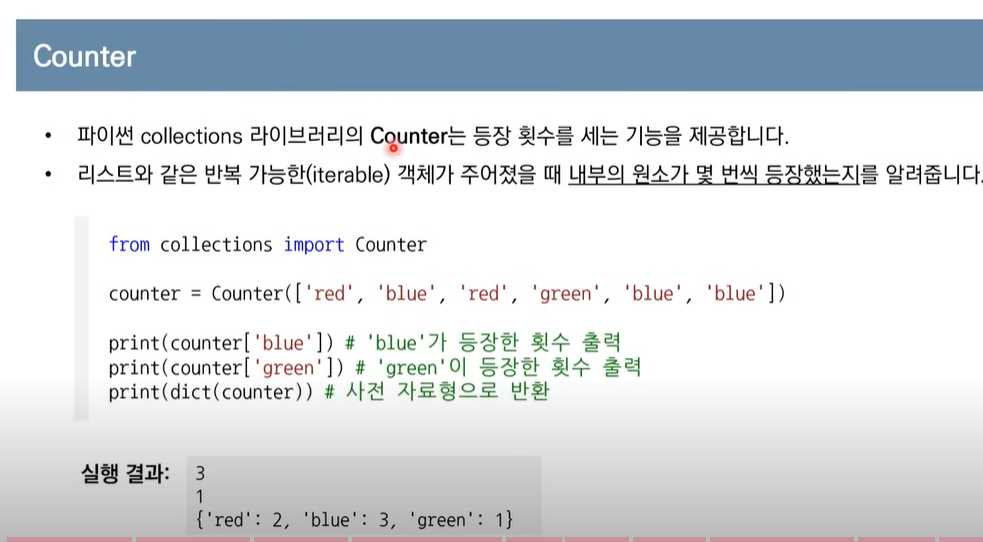 Counter
• 파이썬 collections 라이브러리의 Counter는 등장 횟수를 세는 기능을 제공합니다.
• 리스트와 같은 반복 가능한(iterable) 객체가 주어졌을 때 내부의 원소가 몇 번씩 등장했는지를 알려줍니다.
from collections import Counter
counter = Counter(['red', 'blue', 'red', 'green', 'blue', 'blue'])
print(counter['blue']) # 'blue'가 등장한 횟수 출력
print(counter['green']) # 'green'이 등장한 횟수 출력
print(dict(counter)) # 사전 자료형으로 반환
실행 결과: 3
1
{'red': 2, 'blue': 3, 'green': 1}